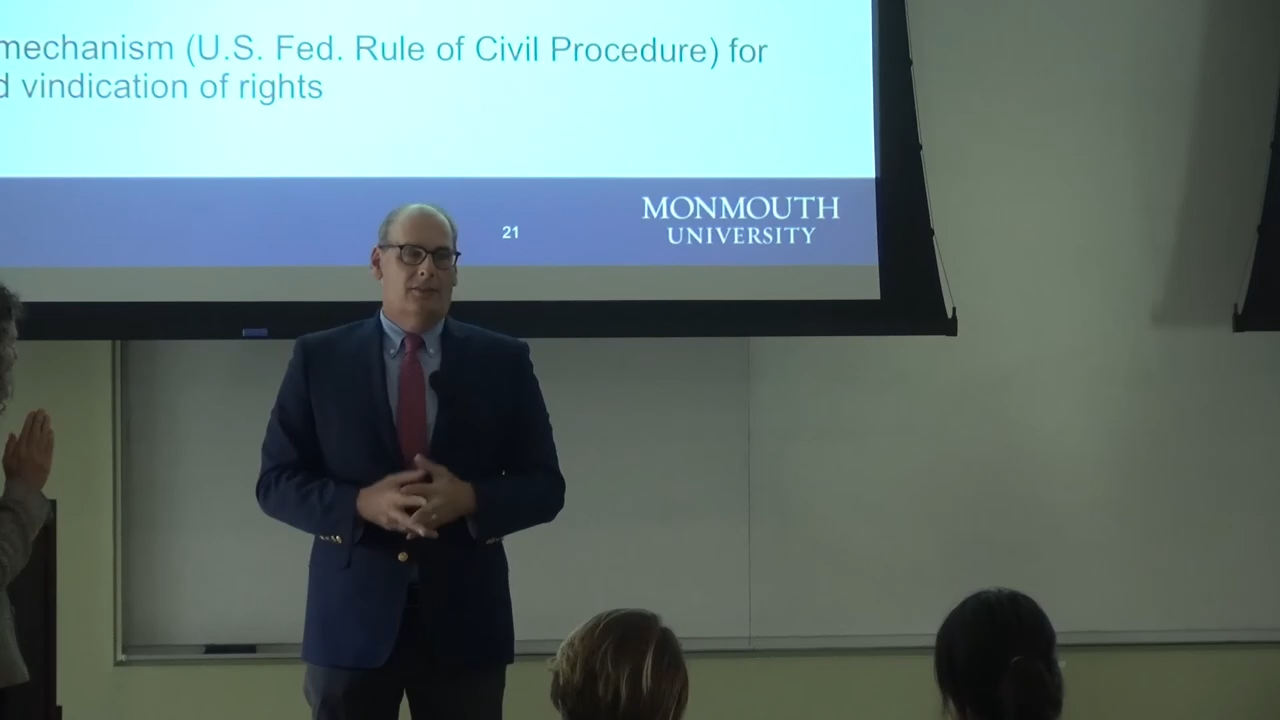 mechanism (U.S. Fed. Rule of Civil Procedure) for
d vindication of rights
21
MONMOUTH
UNIVERSITY